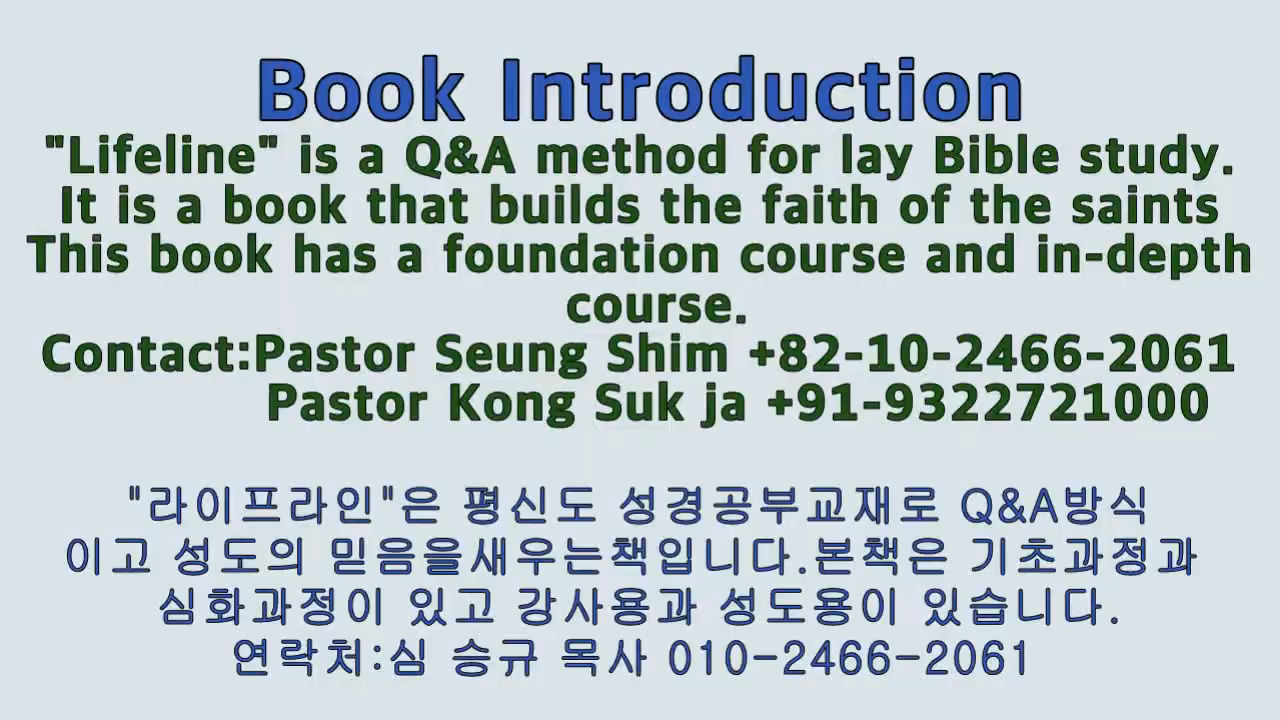 Book Introduction
"Lifeline" is a Q&A method for lay Bible study.
It is a book that builds the faith of the saints
This book has a foundation course and in-depth
course.
Contact:Pastor Seung Shim +82-10-2466-2061
Pastor Kong Suk ja +91-9322721000
"라이프라인"은 평신도 성경공부교재로 Q&A방식
이고 성도의 믿음을새우는책입니다.본책은 기초과정과
심화과정이 있고 강사용과 성도용이 있습니다.
연락처:심 승규 목사 010-2466-2061